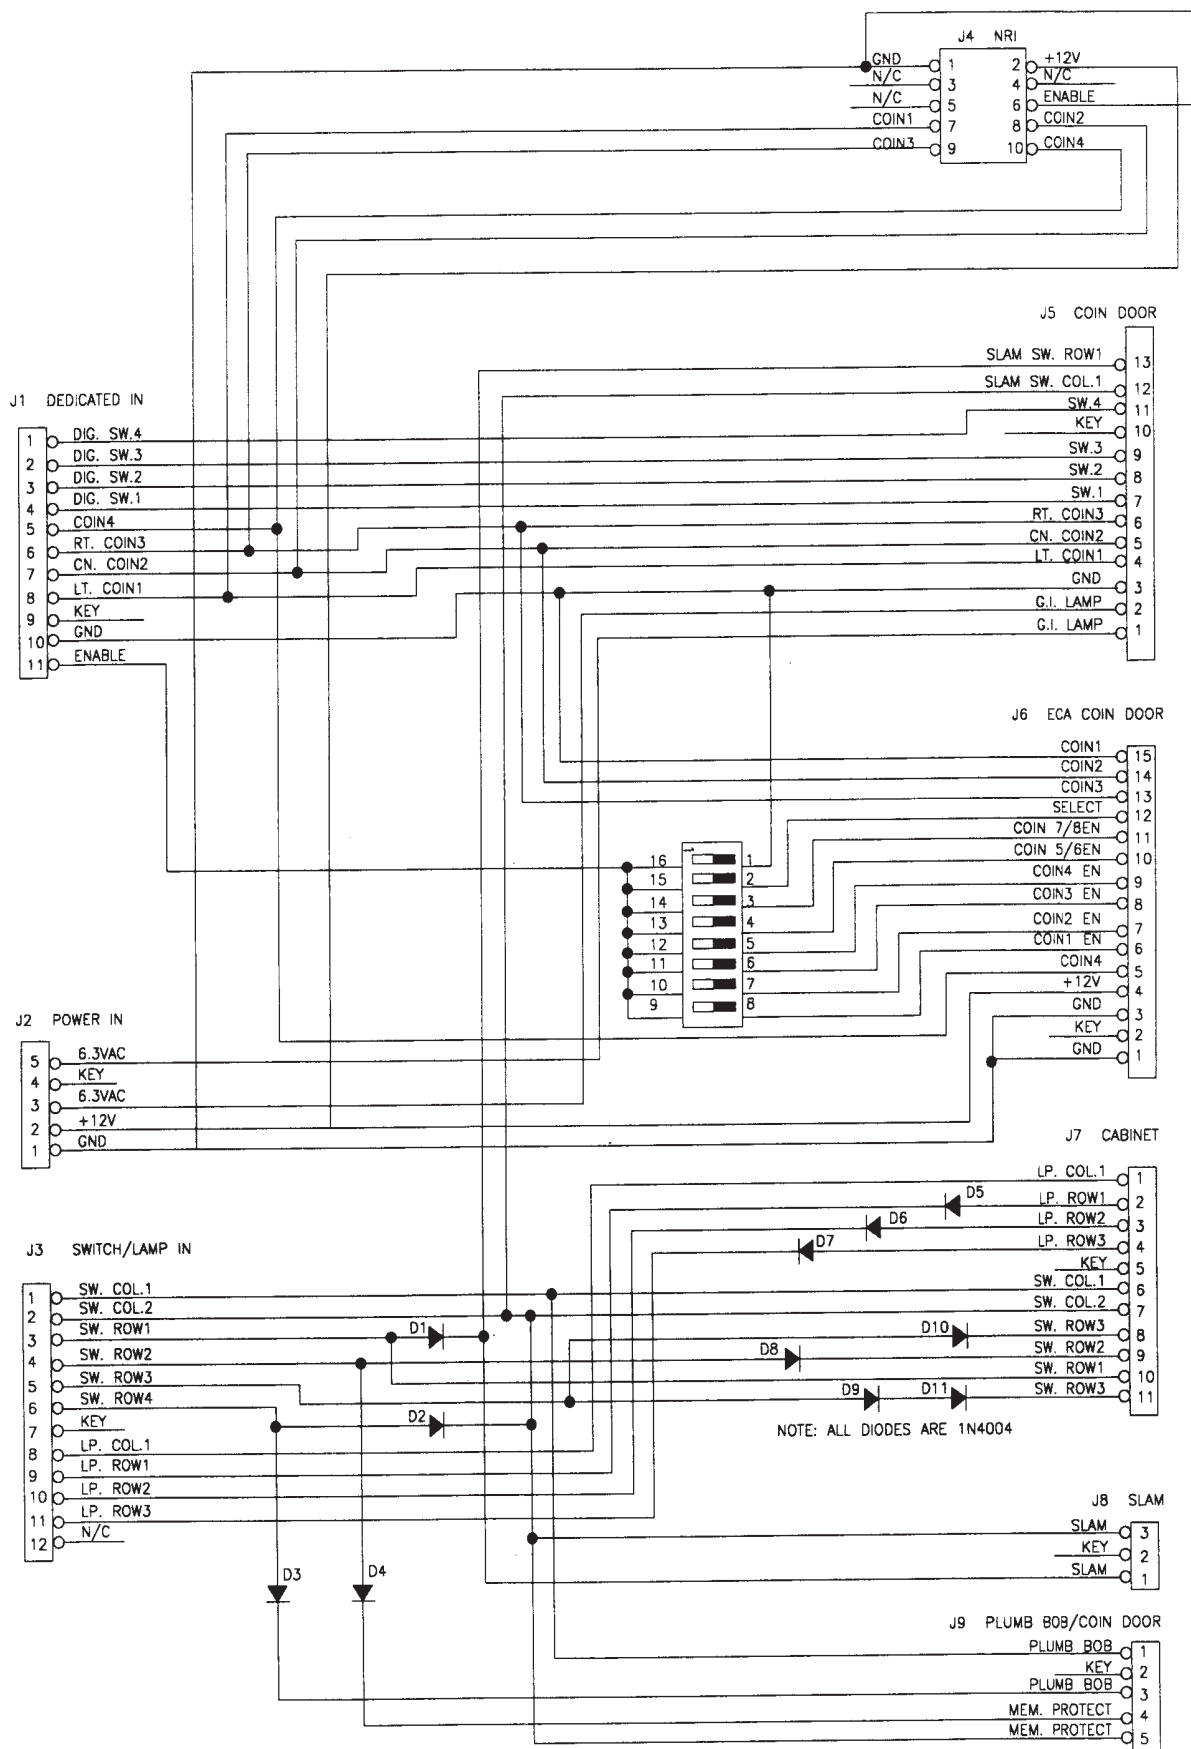 J4 NRI
GND 1 2 +12V
N/C 3 4 N/C
N/C 5 6 ENABLE
COIN1 7 8 COIN2
COIN3 9 10 COIN4
J5 COIN DOOR
SLAM SW. ROW1 13
SLAM SW. COL.1 12
SW.4 11
KEY 10
SW.3 9
SW.2 8
SW.1 7
RT. COIN3 6
CN. COIN2 5
LT. COIN1 4
GND 3
G.I. LAMP 2
G.I. LAMP 1
J1 DEDICATED IN
1 DIG. SW.4
2 DIG. SW.3
3 DIG. SW.2
4 DIG. SW.1
5 COIN4
6 RT. COIN3
7 CN. COIN2
8 LT. COIN1
9 KEY
10 GND
11 ENABLE
J6 ECA COIN DOOR
COIN1 15
COIN2 14
COIN3 13
SELECT 12
COIN 7/8EN 11
COIN 5/6EN 10
COIN4 EN 9
COIN3 EN 8
COIN2 EN 7
COIN1 EN 6
COIN4 5
+12V 4
GND 3
KEY 2
GND 1
16 1
15 2
14 3
13 4
12 5
11 6
10 7
9 8
J2 POWER IN
5 6.3VAC
4 KEY
3 6.3VAC
2 +12V
1 GND
J7 CABINET
LP. COL.1 1
D5 LP. ROW1 2
D6 LP. ROW2 3
D7 LP. ROW3 4
KEY 5
SW. COL.1 6
SW. COL.2 7
D10 SW. ROW3 8
D8 SW. ROW2 9
SW. ROW1 10
D9 D11 SW. ROW3 11
NOTE: ALL DIODES ARE 1N4004
J3 SWITCH/LAMP IN
1 SW. COL.1
2 SW. COL.2
3 SW. ROW1 D1
4 SW. ROW2
5 SW. ROW3
6 SW. ROW4
7 KEY D2
8 LP. COL.1
9 LP. ROW1
10 LP. ROW2
11 LP. ROW3
12 N/C
D3 D4
J8 SLAM
SLAM 3
KEY 2
SLAM 1
J9 PLUMB BOB/COIN DOOR
PLUMB BOB 1
KEY 2
PLUMB BOB 3
MEM. PROTECT 4
MEM. PROTECT 5